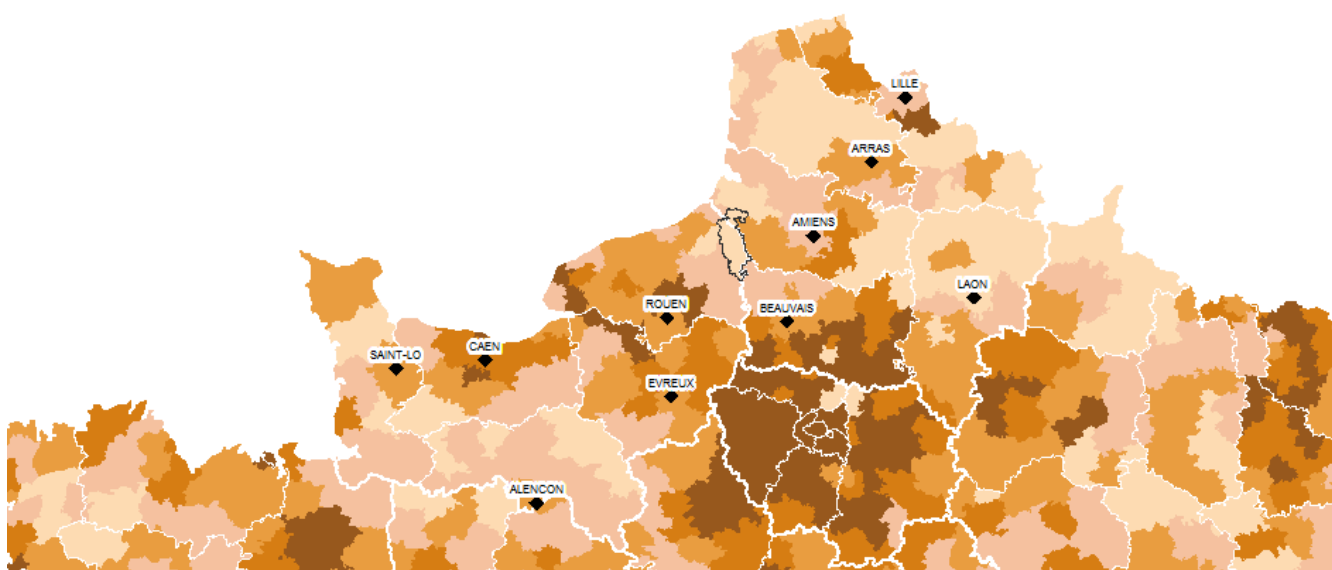 LILLE
ARRAS
AMIENS
LAON
ROUEN
BEAUVAIS
SAINT-LO
CAEN
EVREUX
ALENCON